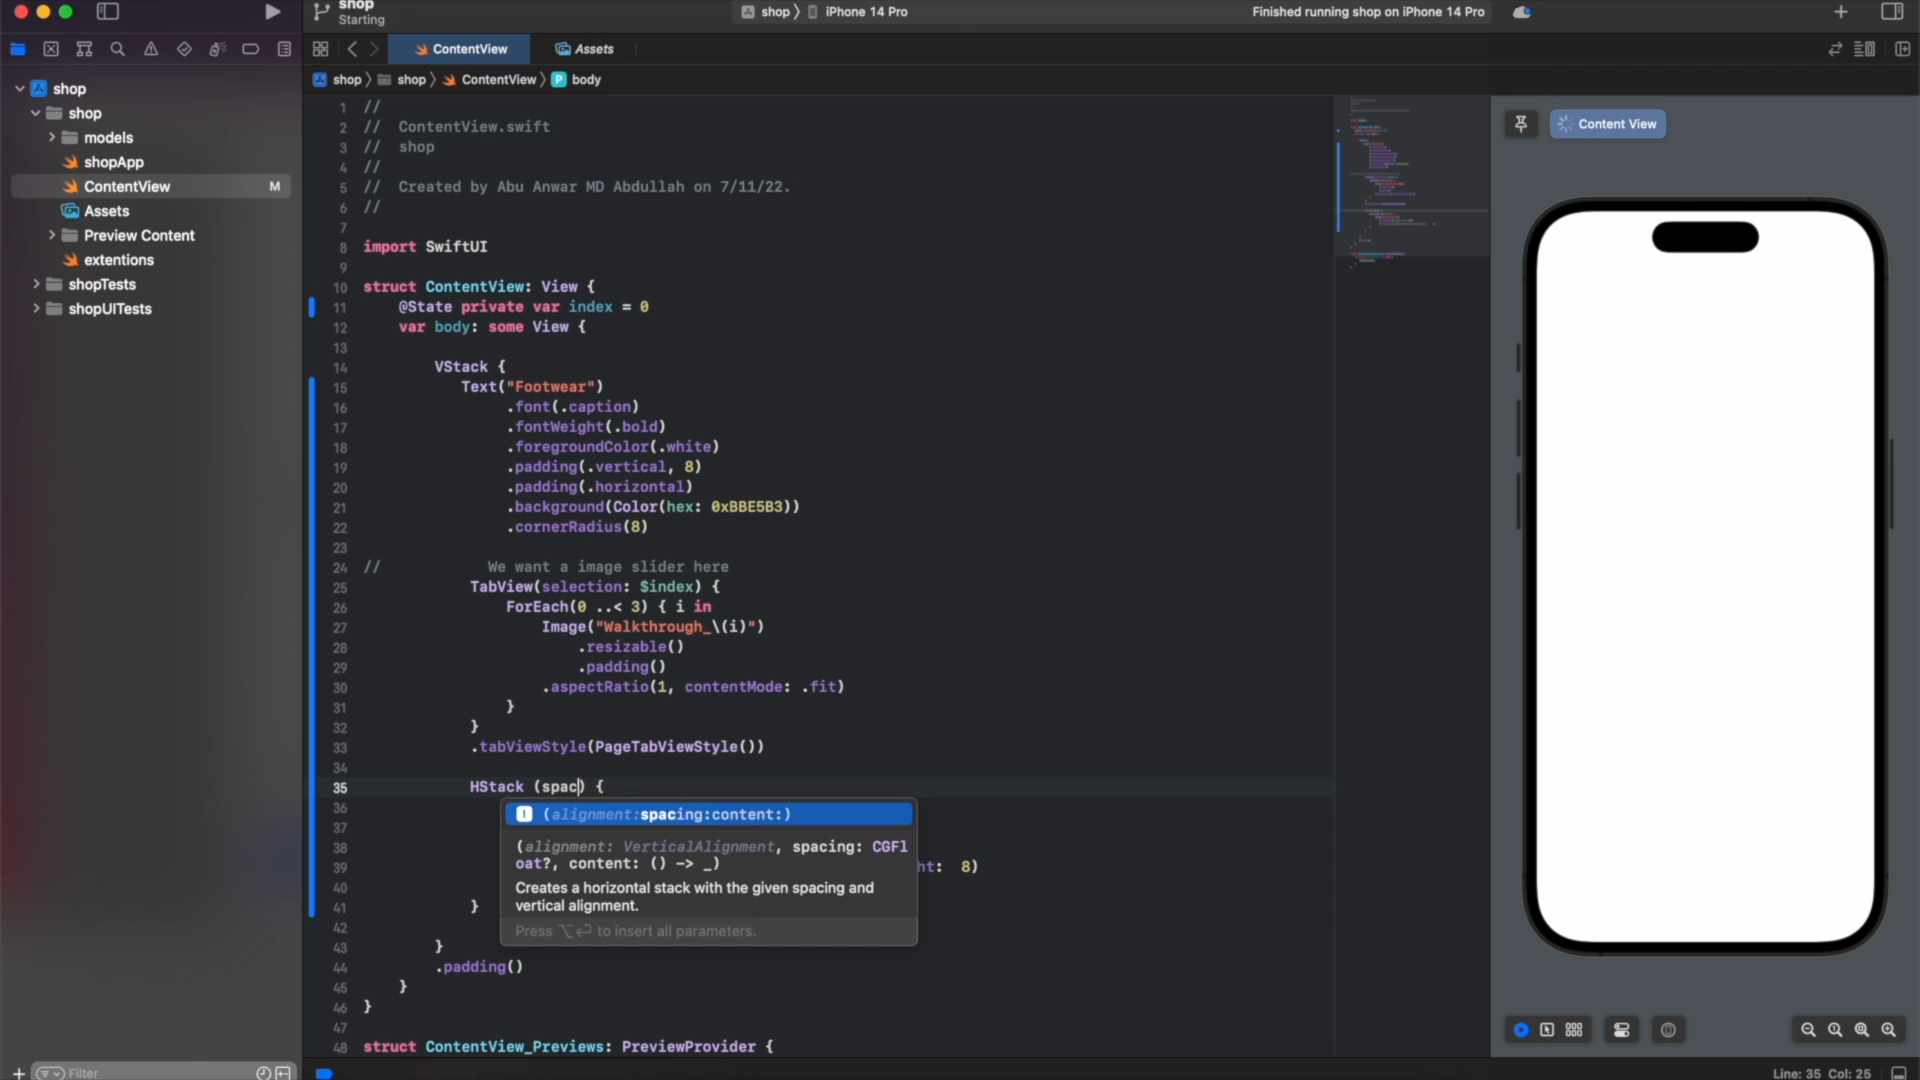 shop
Starting
shop
iPhone 14 Pro
Finished running shop on iPhone 14 Pro
ContentView
Assets
shop
shop
ContentView
P
body
shop
shop
models
shopApp
ContentView
M
Assets
Preview Content
extentions
shopTests
shopUITests
Filter
1 //
2 // ContentView.swift
3 // shop
4 //
5 // Created by Abu Anwar MD Abdullah on 7/11/22.
6 //
7
8 import SwiftUI
9
10 struct ContentView: View {
11 @State private var index = 0
12 var body: some View {
13
14 VStack {
15 Text("Footwear")
16 .font(.caption)
17 .fontWeight(.bold)
18 .foregroundColor(.white)
19 .padding(.vertical, 8)
20 .padding(.horizontal)
21 .background(Color(hex: 0xBBE5B3))
22 .cornerRadius(8)
23
24 // We want a image slider here
25 TabView(selection: $index) {
26 ForEach(0 ..< 3) { i in
27 Image("Walkthrough_\(i)")
28 .resizable()
29 .padding()
30 .aspectRatio(1, contentMode: .fit)
31 }
32 }
33 .tabViewStyle(PageTabViewStyle())
34
35 HStack (spac) {
36
37
38
39 ht: 8)
40
41 }
42
43 }
44 .padding()
45 }
46 }
47
48 struct ContentView_Previews: PreviewProvider {
I (alignment:spacing:content:)
(alignment: VerticalAlignment, spacing: CGFl
oat?, content: () -> _)
Creates a horizontal stack with the given spacing and
vertical alignment.
Press ⌥⏎ to insert all parameters.
Content View
Line: 35 Col: 25